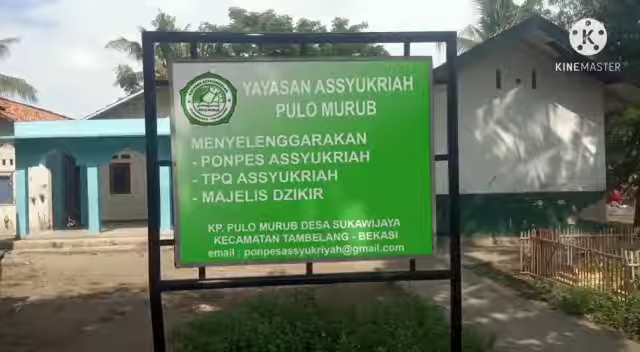 KINEMASTER
YAYASAN ASSYUKRIAH
PULO MURUB
MENYELENGGARAKAN
- PONPES ASSYUKRIAH
- TPQ ASSYUKRIAH
- MAJELIS DZIKIR
KP. PULO MURUB DESA SUKAWIJAYA
KECAMATAN TAMBELANG - BEKASI
email : ponpesassyukriyah@gmail.com